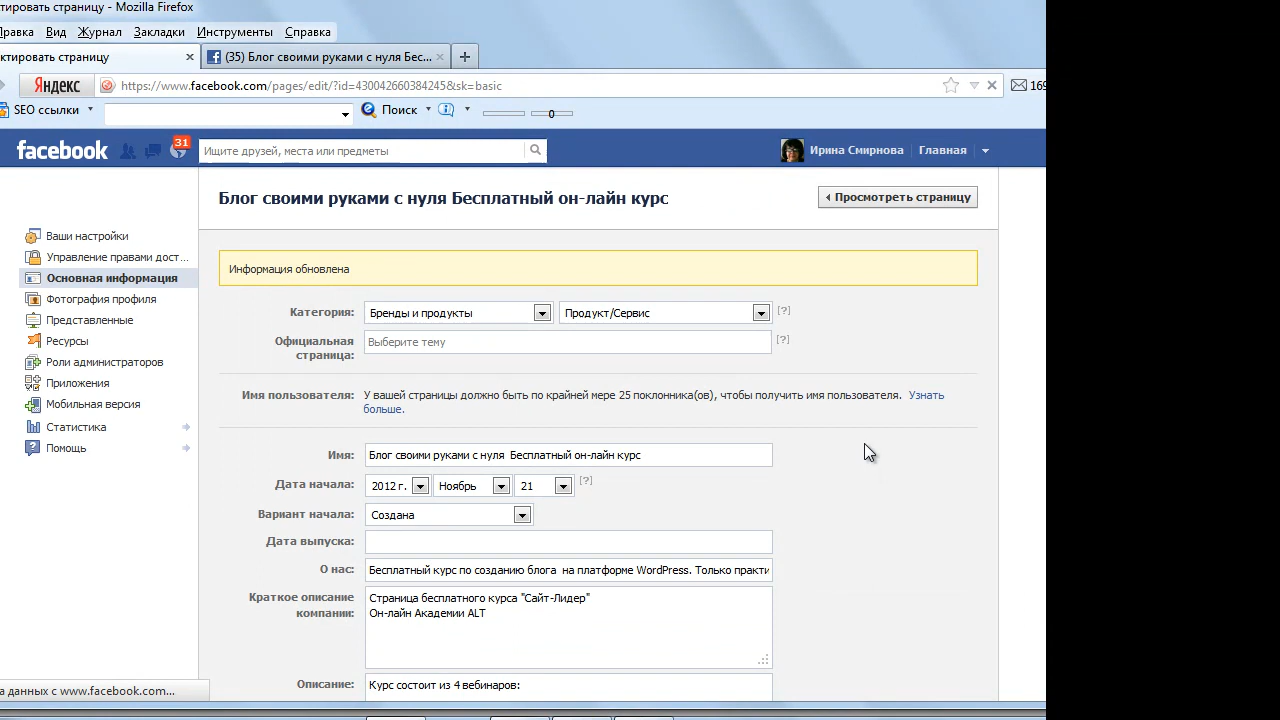 ктировать страницу) - Mozilla Firefox
Правка Вид Журнал Закладки Инструменты Справка
ктировать страницу × (35) Блог своими руками с нуля Бес... ×
Яндекс https://www.facebook.com/pages/edit/?id=430042660384245&sk=basic 169
SEO ссылки Поиск 0
facebook 31 Ищите друзей, места или предметы Ирина Смирнова Главная
Блог своими руками с нуля Бесплатный он-лайн курс Просмотреть страницу
Ваши настройки
Управление правами дост...
Основная информация
Фотография профиля
Представленные
Ресурсы
Роли администраторов
Приложения
Мобильная версия
Статистика
Помощь
Информация обновлена
Категория: Бренды и продукты Продукт/Сервис [?]
Официальная страница: Выберите тему [?]
Имя пользователя: У вашей страницы должно быть по крайней мере 25 поклонника(ов), чтобы получить имя пользователя. Узнать
больше.
Имя: Блог своими руками с нуля Бесплатный он-лайн курс
Дата начала: 2012 г. Ноябрь 21 [?]
Вариант начала: Создана
Дата выпуска:
О нас: Бесплатный курс по созданию блога на платформе WordPress. Только практи
Краткое описание компании: Страница бесплатного курса "Сайт-Лидер"
Он-лайн Академии ALT
Описание: Курс состоит из 4 вебинаров:
а данных с www.facebook.com...